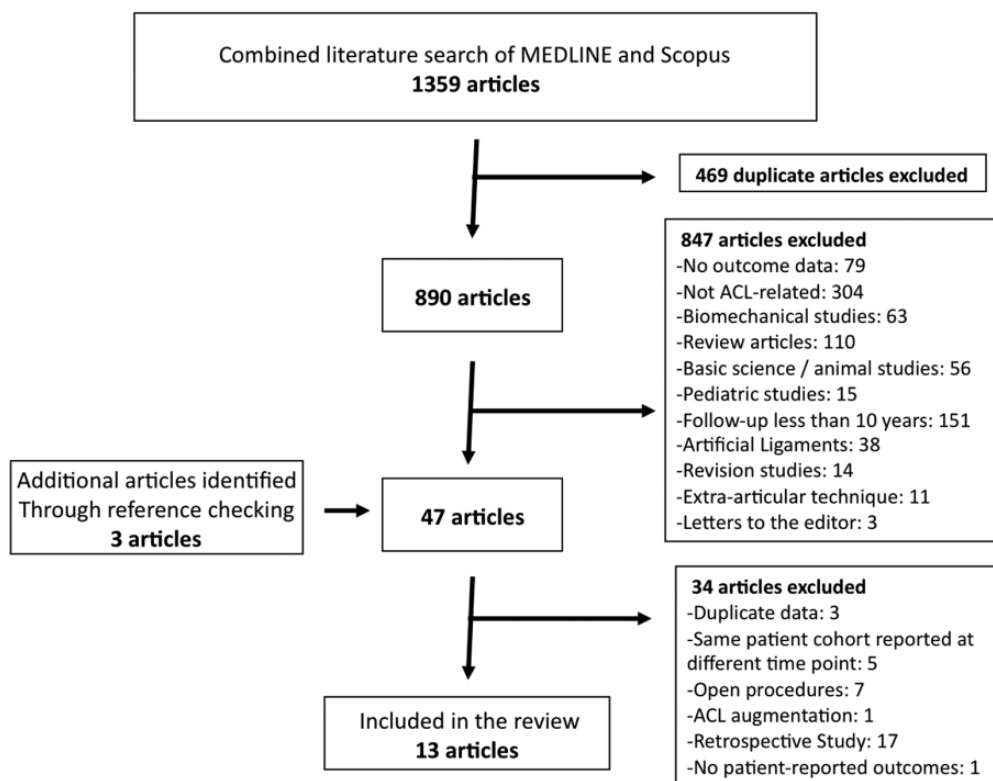 Combined literature search of MEDLINE and Scopus
1359 articles
469 duplicate articles excluded
890 articles
847 articles excluded
-No outcome data: 79
-Not ACL-related: 304
-Biomechanical studies: 63
-Review articles: 110
-Basic science / animal studies: 56
-Pediatric studies: 15
-Follow-up less than 10 years: 151
-Artificial Ligaments: 38
-Revision studies: 14
-Extra-articular technique: 11
-Letters to the editor: 3
Additional articles identified
Through reference checking
3 articles
47 articles
34 articles excluded
-Duplicate data: 3
-Same patient cohort reported at
different time point: 5
-Open procedures: 7
-ACL augmentation: 1
-Retrospective Study: 17
-No patient-reported outcomes: 1
Included in the review
13 articles